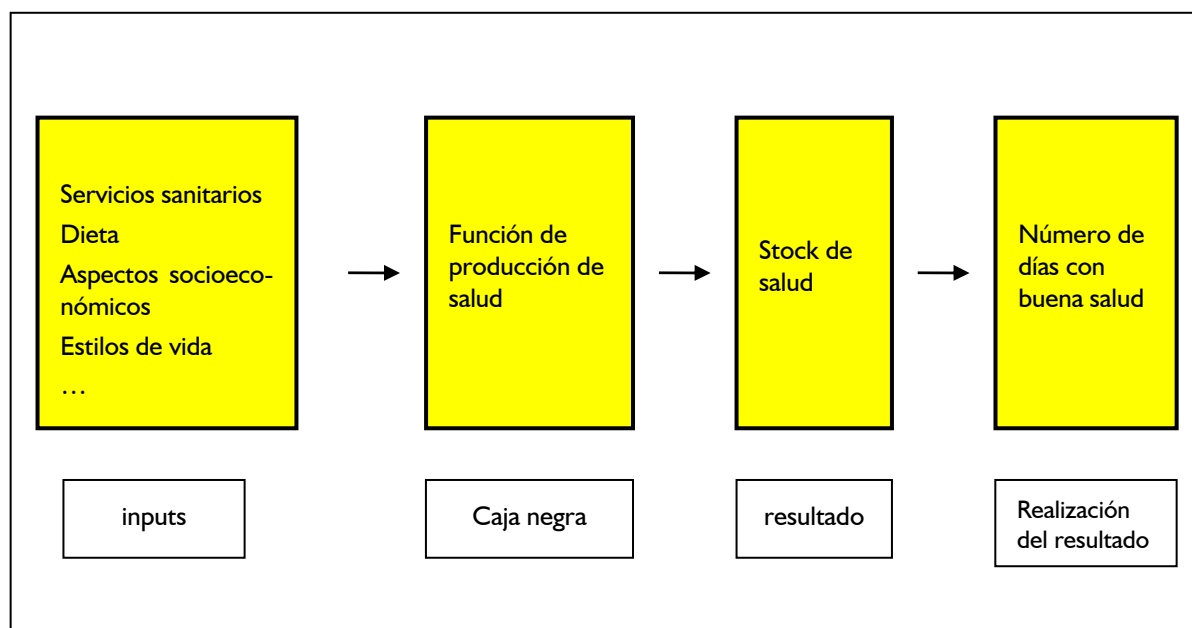 Servicios sanitarios
Dieta
Aspectos socioeco-
nómicos
Estilos de vida
…
Función de
producción de
salud
Stock de
salud
Número de
días con
buena salud
inputs
Caja negra
resultado
Realización
del resultado